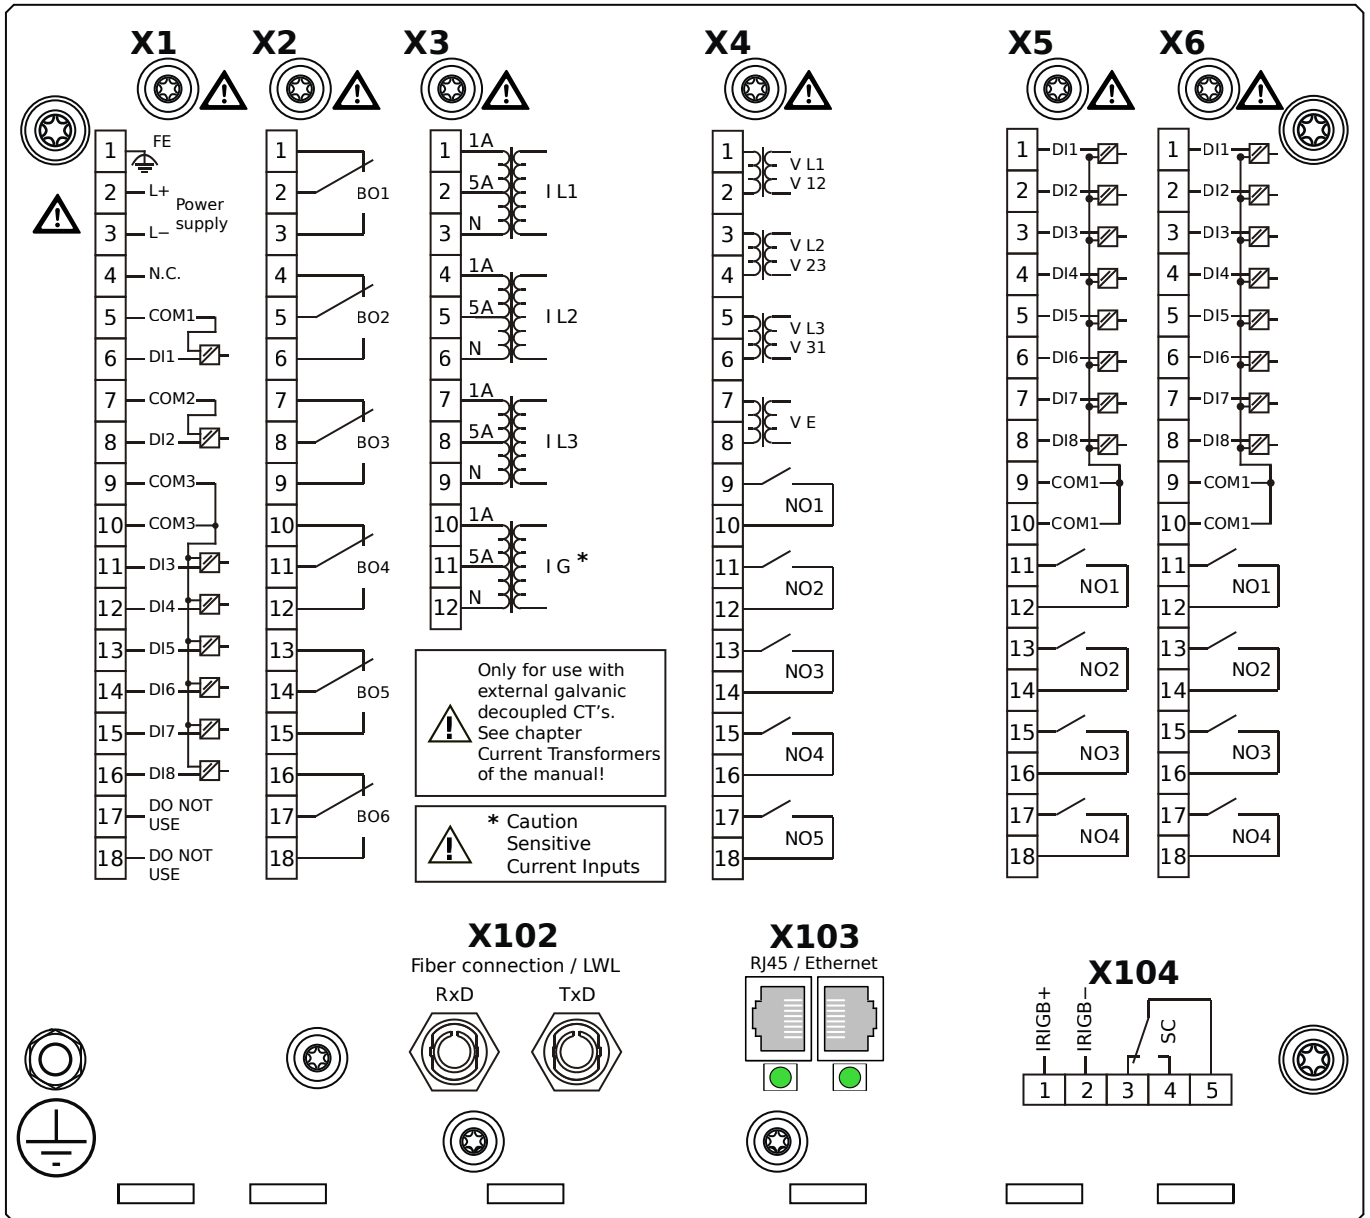 X1 X2 X3 X4 X5 X6
1 FE
2 L+
Power
supply
3 L−
4 N.C.
5 COM1
6 DI1
7 COM2
8 DI2
9 COM3
10 COM3
11 DI3
12 DI4
13 DI5
14 DI6
15 DI7
16 DI8
17 DO NOT
USE
18 DO NOT
USE
1
2 BO1
3
4
5 BO2
6
7
8 BO3
9
10
11 BO4
12
13
14 BO5
15
16
17 BO6
18
1 1A
2 5A I L1
3 N
4 1A
5 5A I L2
6 N
7 1A
8 5A I L3
9 N
10 1A
11 5A I G *
12 N
Only for use with
external galvanic
decoupled CT's.
See chapter
Current Transformers
of the manual!
* Caution
Sensitive
Current Inputs
1 V L1
2 V 12
3 V L2
4 V 23
5 V L3
6 V 31
7
V E
8
9
NO1
10
11
NO2
12
13
NO3
14
15
NO4
16
17
NO5
18
1 DI1
2 DI2
3 DI3
4 DI4
5 DI5
6 DI6
7 DI7
8 DI8
9 COM1
10 COM1
11
NO1
12
13
NO2
14
15
NO3
16
17
NO4
18
1 DI1
2 DI2
3 DI3
4 DI4
5 DI5
6 DI6
7 DI7
8 DI8
9 COM1
10 COM1
11
NO1
12
13
NO2
14
15
NO3
16
17
NO4
18
X102
Fiber connection / LWL
RxD TxD
X103
RJ45 / Ethernet
X104
IRIGB+
IRIGB−
SC
1 2 3 4 5